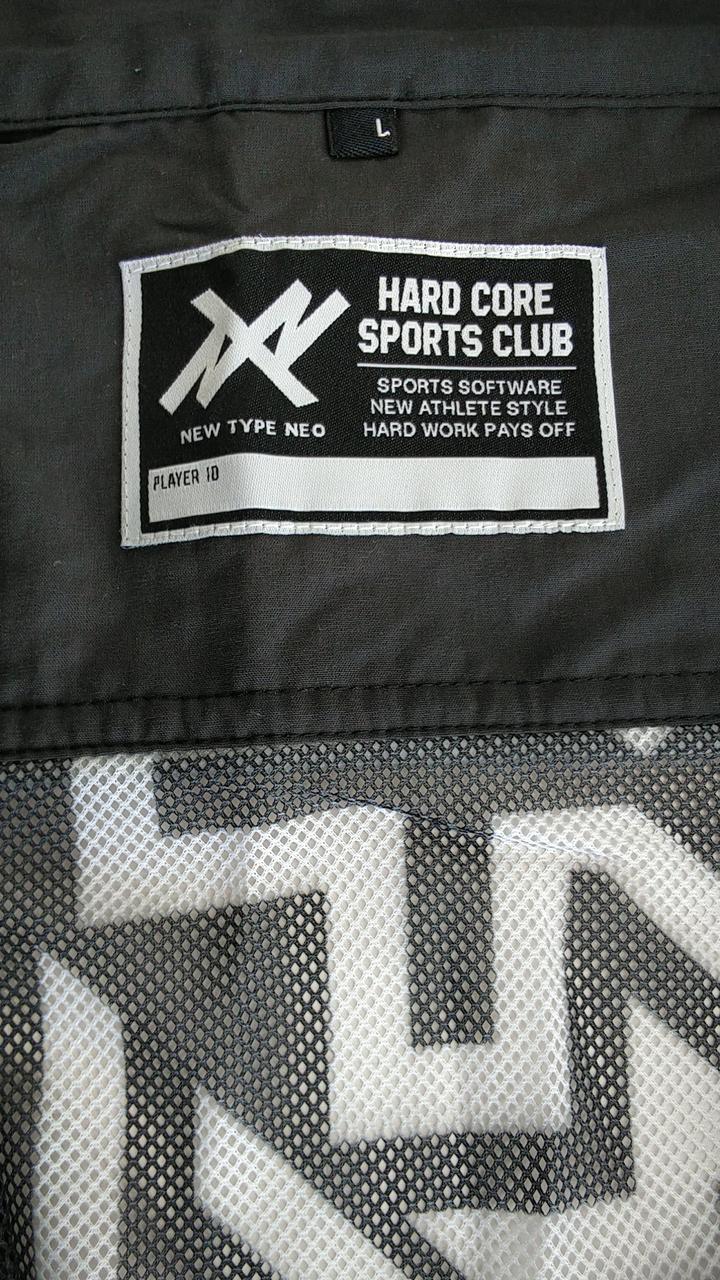 L
HARD CORE
SPORTS CLUB
SPORTS SOFTWARE
NEW ATHLETE STYLE
HARD WORK PAYS OFF
NEW TYPE NEO
PLAYER ID